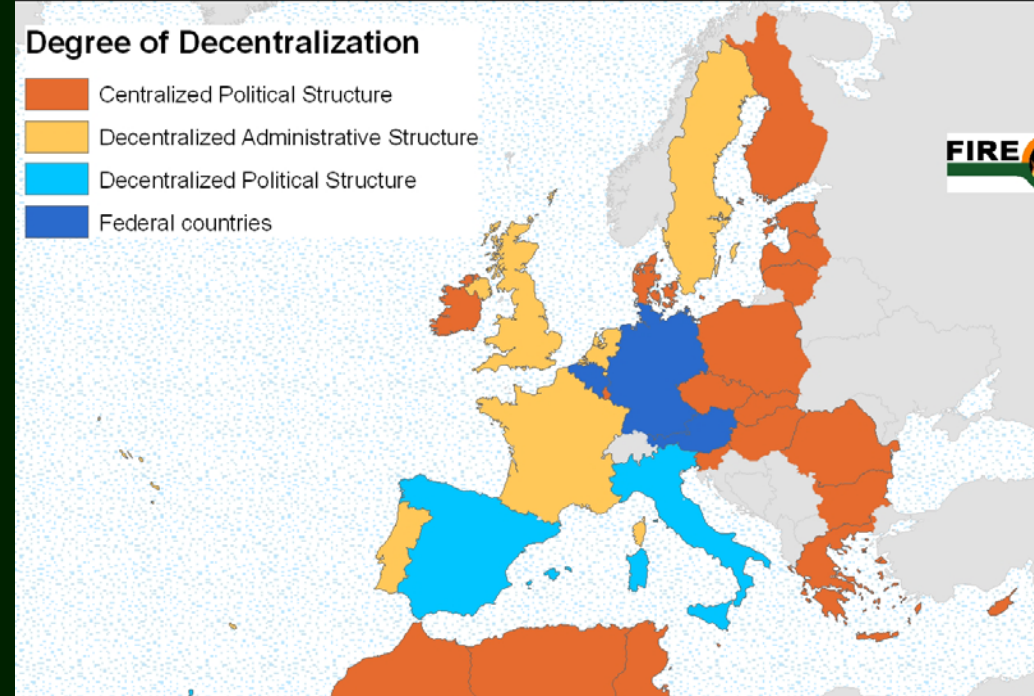 Degree of Decentralization
Centralized Political Structure
Decentralized Administrative Structure
Decentralized Political Structure
Federal countries
FIRE